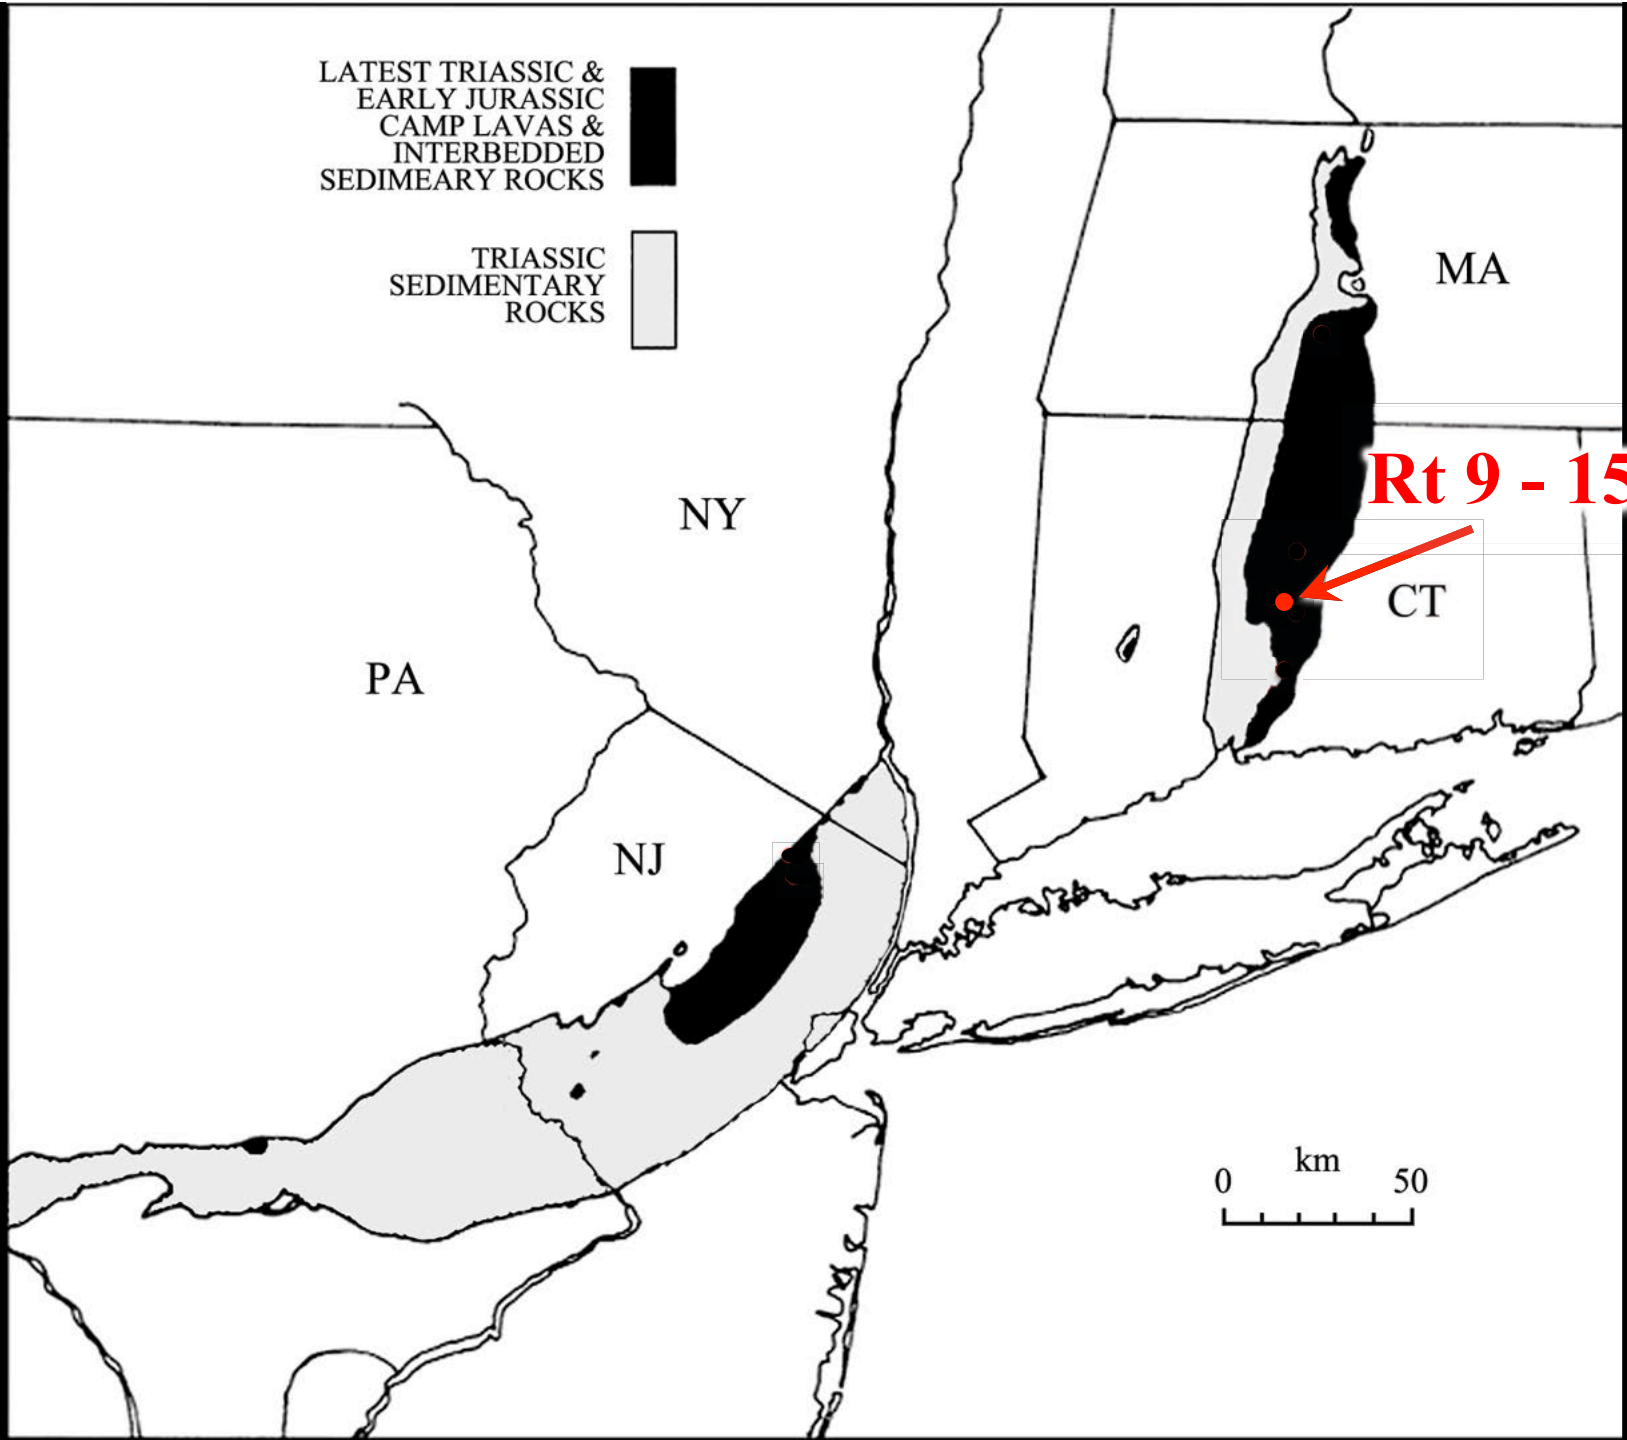 LATEST TRIASSIC &
EARLY JURASSIC
CAMP LAVAS &
INTERBEDDED
SEDIMEARY ROCKS
TRIASSIC
SEDIMENTARY
ROCKS
MA
Rt 9 - 15
NY
CT
PA
NJ
km
0 50